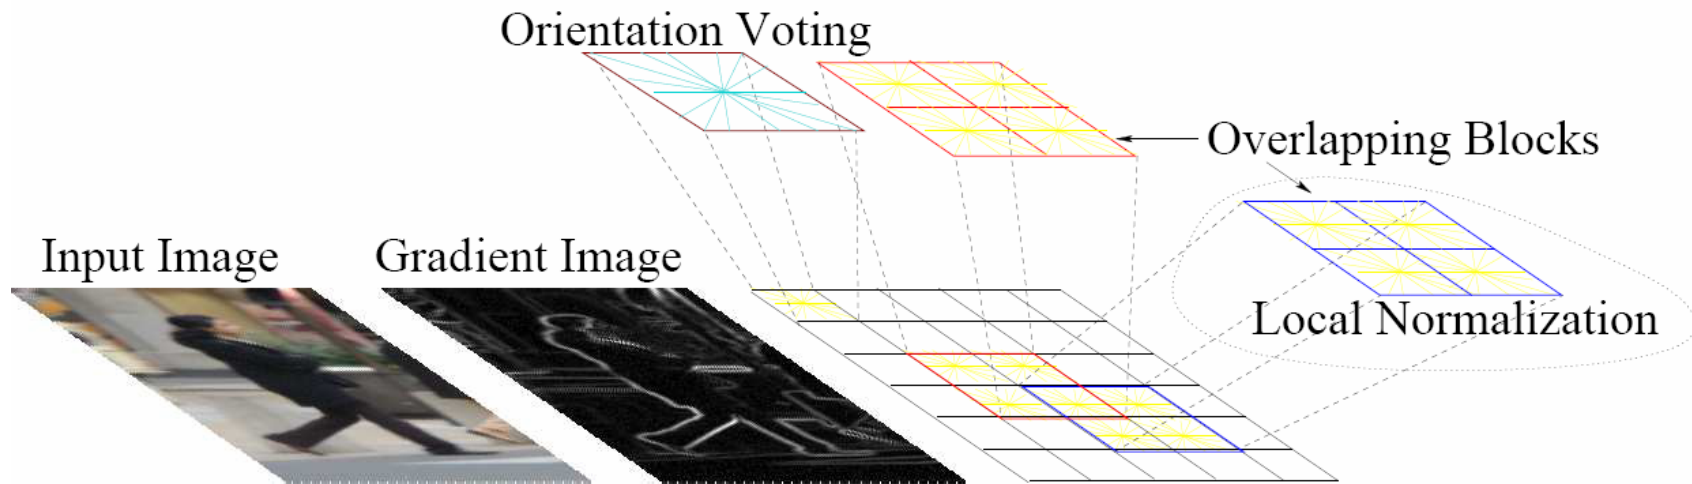 Orientation Voting
Overlapping Blocks
Input Image
Gradient Image
Local Normalization